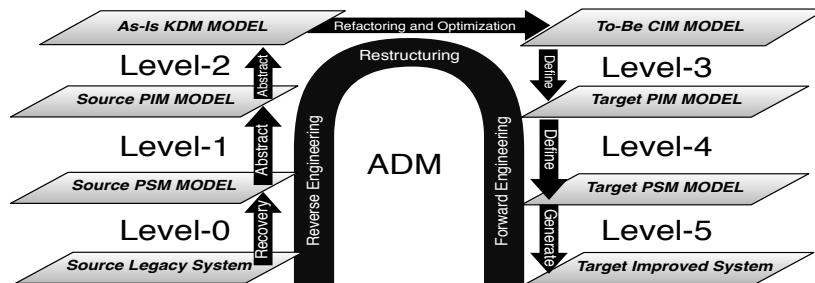 As-Is KDM MODEL
Refactoring and Optimization
To-Be CIM MODEL
Restructuring
Level-2
Abstract
Define
Level-3
Source PIM MODEL
Target PIM MODEL
Level-1
Abstract
Reverse Engineering
ADM
Forward Engineering
Define
Level-4
Source PSM MODEL
Target PSM MODEL
Level-0
Recovery
Generate
Level-5
Source Legacy System
Target Improved System